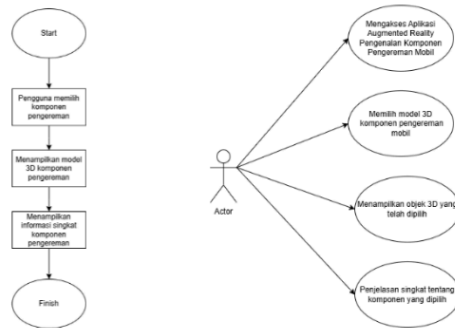 Start
Pengguna memilih
komponen
pengereman
Menampilkan model
3D komponen
pengereman
Menampilkan
informasi singkat
komponen
pengereman
Finish
Actor
Mengakses Aplikasi
Augmented Reality
Pengenalan Komponen
Pengereman Mobil
Memilih model 3D
komponen pengereman
mobil
Menampilkan objek 3D yang
telah dipilih
Penjelasan singkat tentang
komponen yang dipilih